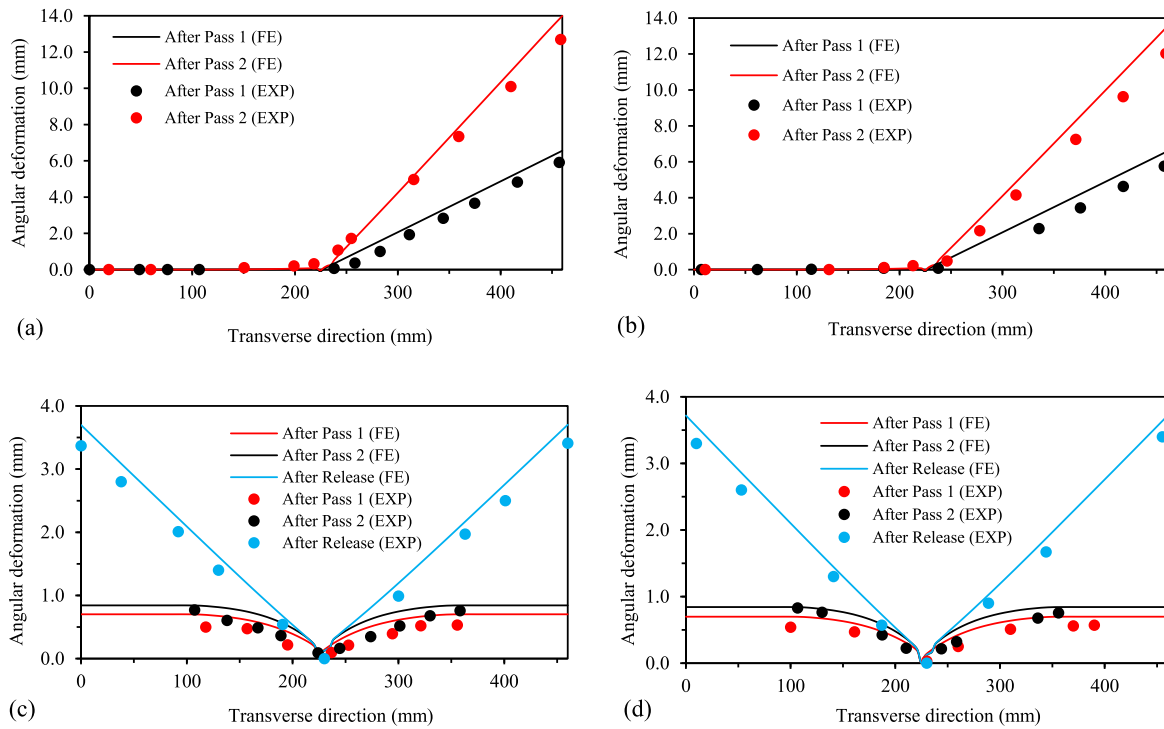 14.0
12.0
10.0
8.0
6.0
4.0
2.0
0.0
Angular deformation (mm)
After Pass 1 (FE)
After Pass 2 (FE)
After Pass 1 (EXP)
After Pass 2 (EXP)
0 100 200 300 400
Transverse direction (mm)
(a)
14.0
12.0
10.0
8.0
6.0
4.0
2.0
0.0
Angular deformation (mm)
After Pass 1 (FE)
After Pass 2 (FE)
After Pass 1 (EXP)
After Pass 2 (EXP)
0 100 200 300 400
Transverse direction (mm)
(b)
4.0
3.0
2.0
1.0
0.0
Angular deformation (mm)
After Pass 1 (FE)
After Pass 2 (FE)
After Release (FE)
After Pass 1 (EXP)
After Pass 2 (EXP)
After Release (EXP)
0 100 200 300 400
Transverse direction (mm)
(c)
4.0
3.0
2.0
1.0
0.0
Angular deformation (mm)
After Pass 1 (FE)
After Pass 2 (FE)
After Release (FE)
After Pass 1 (EXP)
After Pass 2 (EXP)
After Release (EXP)
0 100 200 300 400
Transverse direction (mm)
(d)